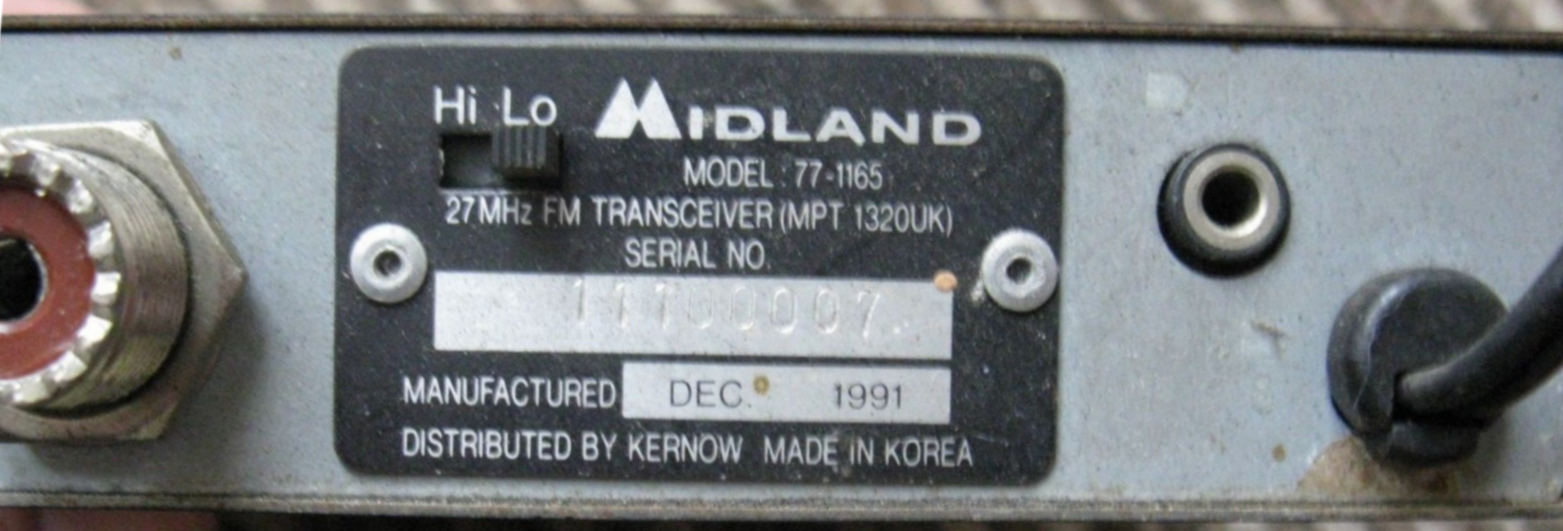 Hi Lo MIDLAND
MODEL : 77-1165
27MHz FM TRANSCEIVER (MPT 1320UK)
SERIAL NO.
11100007
MANUFACTURED DEC. 1991
DISTRIBUTED BY KERNOW MADE IN KOREA